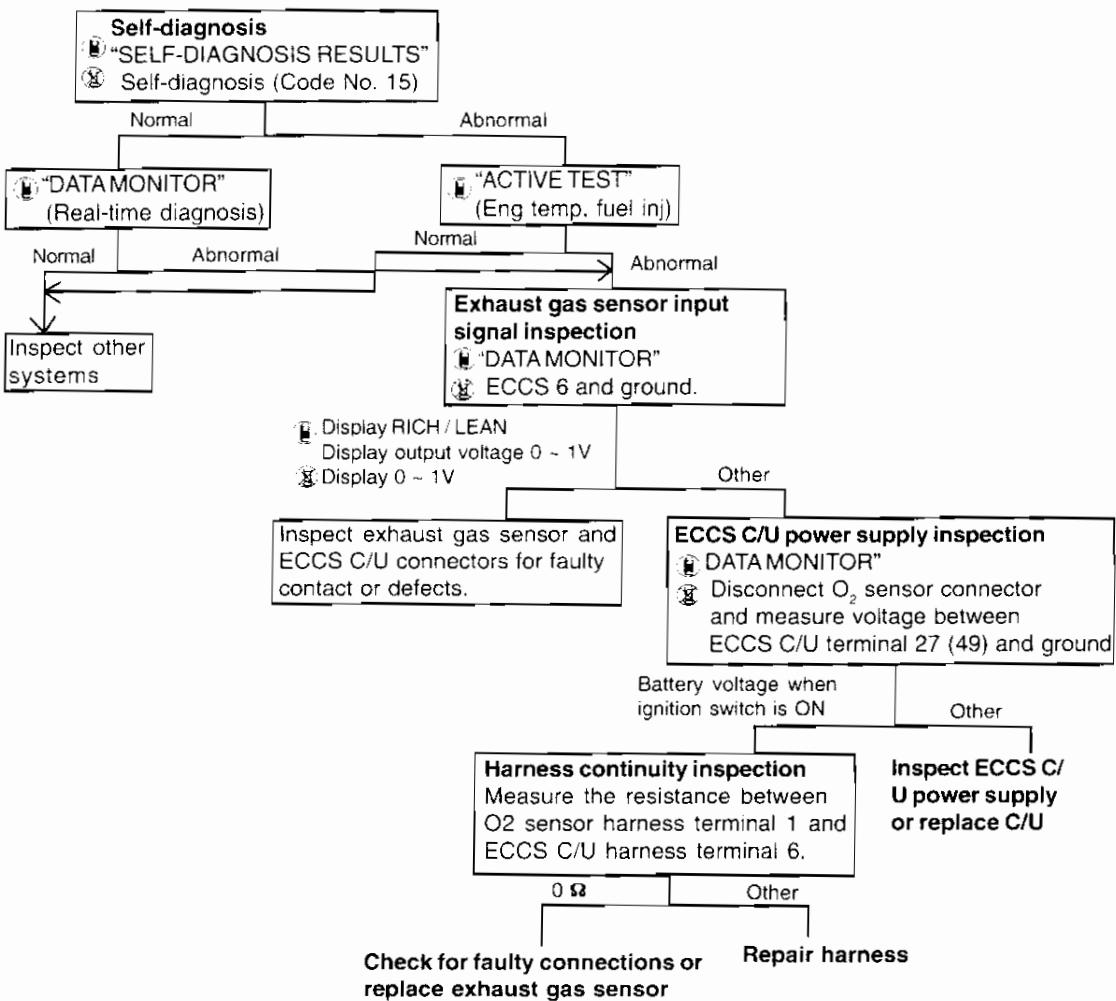 Self-diagnosis
"SELF-DIAGNOSIS RESULTS"
Self-diagnosis (Code No. 15)
Normal
Abnormal
"DATA MONITOR"
(Real-time diagnosis)
"ACTIVE TEST"
(Eng temp. fuel inj)
Normal
Abnormal
Normal
Abnormal
Inspect other
systems
Exhaust gas sensor input
signal inspection
"DATA MONITOR"
ECCS 6 and ground.
Display RICH / LEAN
Display output voltage 0 ~ 1V
Display 0 ~ 1V
Other
Inspect exhaust gas sensor and
ECCS C/U connectors for faulty
contact or defects.
ECCS C/U power supply inspection
DATA MONITOR"
Disconnect O₂ sensor connector
and measure voltage between
ECCS C/U terminal 27 (49) and ground
Battery voltage when
ignition switch is ON
Other
Harness continuity inspection
Measure the resistance between
O2 sensor harness terminal 1 and
ECCS C/U harness terminal 6.
Inspect ECCS C/
U power supply
or replace C/U
0 Ω
Other
Check for faulty connections or
replace exhaust gas sensor
Repair harness